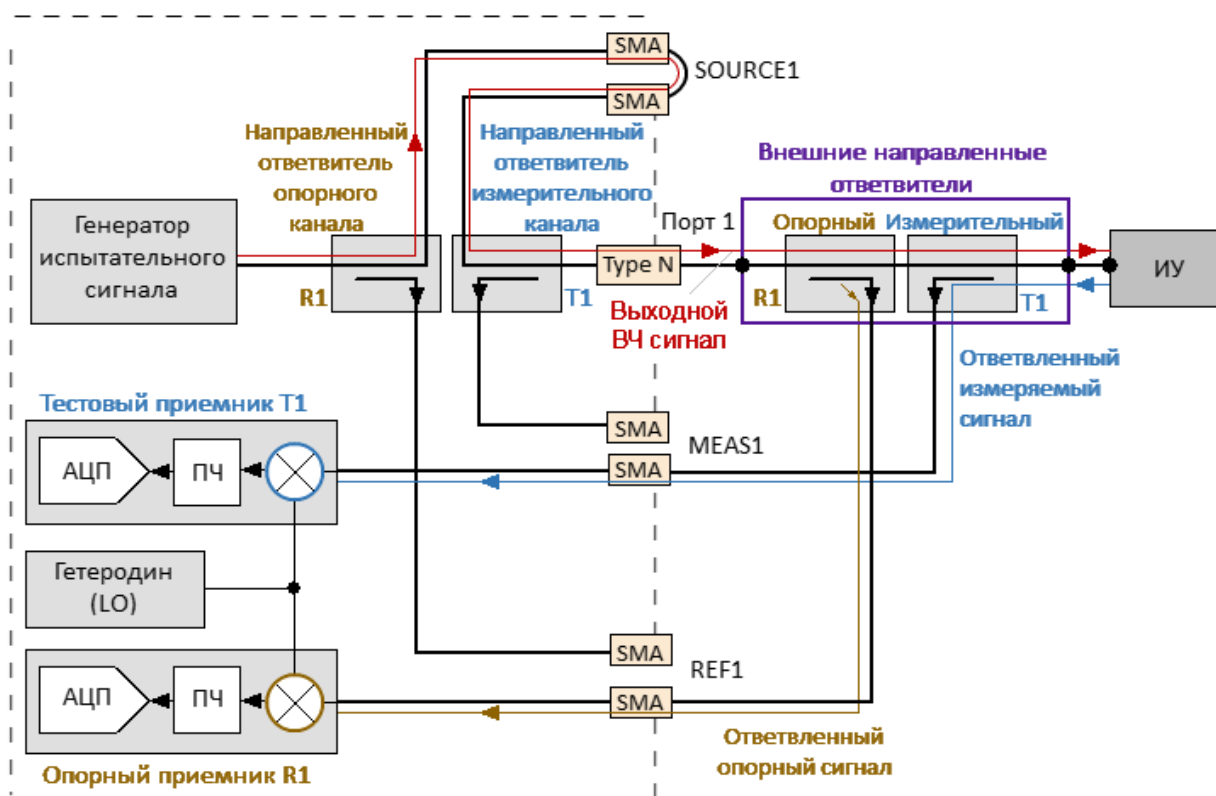 SMA
SOURCE1
SMA
Направленный
ответвитель
опорного
канала
Направленный
ответвитель
измерительного
канала
Внешние направленные
ответвители
Генератор
испытательного
сигнала
Порт 1
Опорный
Измерительный
Type N
ИУ
R1
T1
R1
T1
Выходной
ВЧ сигнал
Ответвленный
измеряемый
сигнал
Тестовый приемник T1
SMA
MEAS1
АЦП
ПЧ
SMA
Гетеродин
(LO)
SMA
REF1
АЦП
ПЧ
SMA
Ответвленный
опорный сигнал
Опорный приемник R1